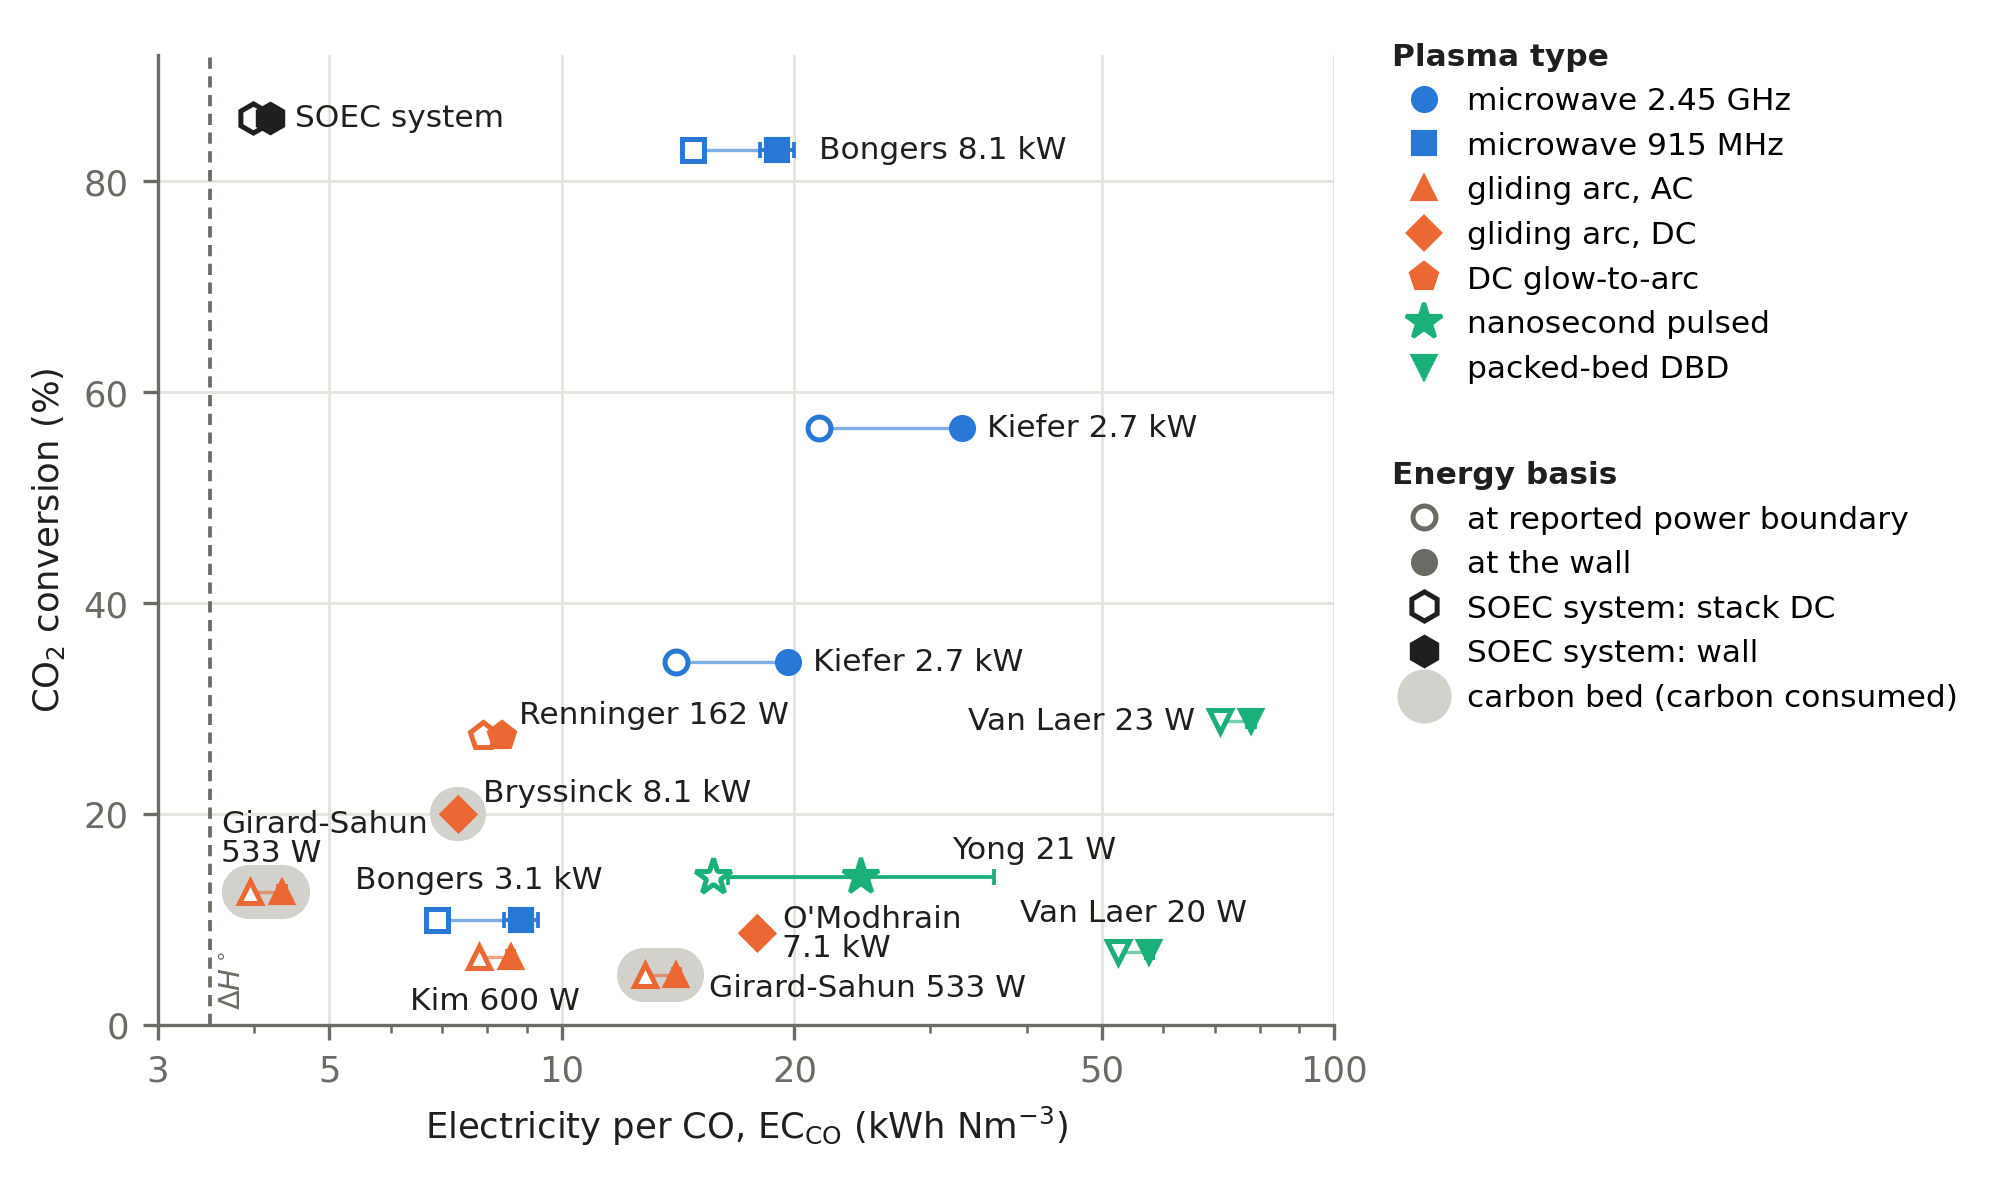 SOEC system
Bongers 8.1 kW
Kiefer 2.7 kW
Kiefer 2.7 kW
Renninger 162 W
Van Laer 23 W
Bryssinck 8.1 kW
Girard-Sahun
533 W
Yong 21 W
Bongers 3.1 kW
O'Modhrain
7.1 kW
Van Laer 20 W
Girard-Sahun 533 W
Kim 600 W
ΔH°
CO₂ conversion (%)
80
60
40
20
0
3
5
10
20
50
100
Electricity per CO, EC_CO (kWh Nm⁻³)
Plasma type
microwave 2.45 GHz
microwave 915 MHz
gliding arc, AC
gliding arc, DC
DC glow-to-arc
nanosecond pulsed
packed-bed DBD
Energy basis
at reported power boundary
at the wall
SOEC system: stack DC
SOEC system: wall
carbon bed (carbon consumed)